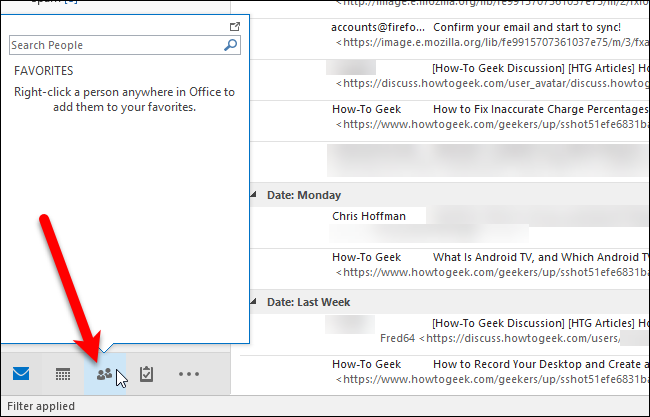 Search People
FAVORITES
Right-click a person anywhere in Office to
add them to your favorites.
accounts@firefo... Confirm your email and start to sync!
<https://image.e.mozilla.org/lib/fe9915707361037e75/m/3/fxa
[How-To Geek Discussion] [HTG Articles] Ho
<https://discuss.howtogeek.com/user_avatar/discuss.howto
How-To Geek How to Fix Inaccurate Charge Percentages
<https://www.howtogeek.com/geekers/up/sshot51efe6831ba
Date: Monday
Chris Hoffman
How-To Geek What Is Android TV, and Which Android TV
<https://www.howtogeek.com/geekers/up/sshot51efe6831ba
Date: Last Week
[How-To Geek Discussion] [HTG Articles] Ho
Fred64 <https://discuss.howtogeek.com/users/
How-To Geek How to Record Your Desktop and Create a
<https://www.howtogeek.com/geekers/up/sshot51efe6831ba
Filter applied